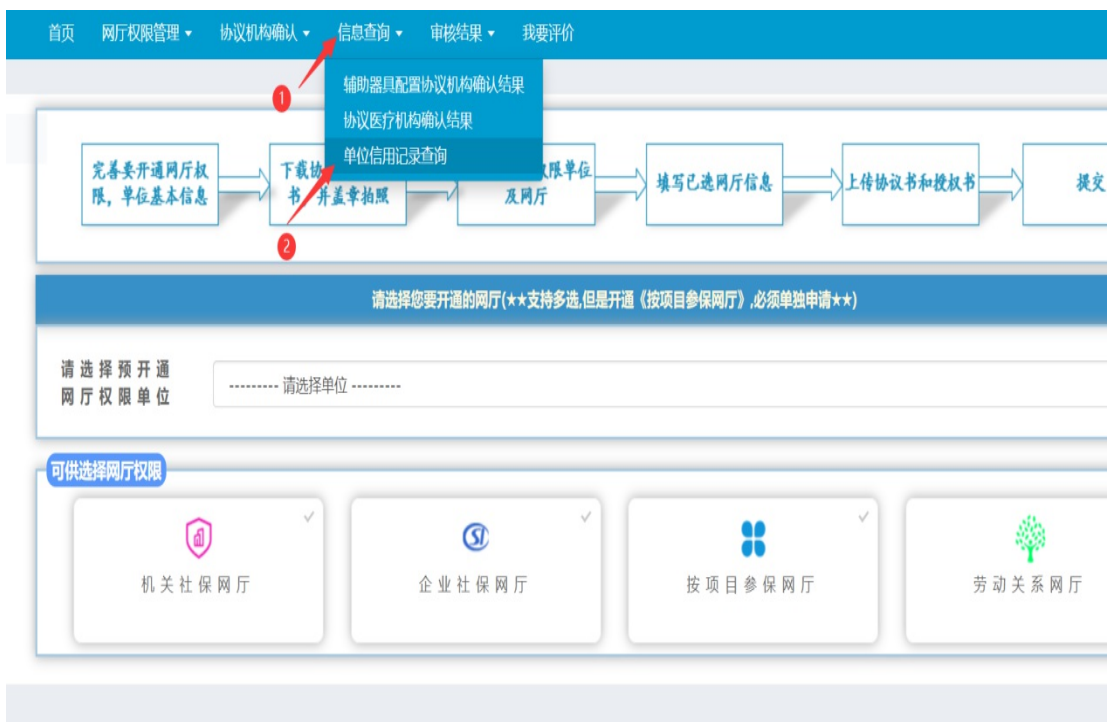 首页 网厅权限管理 协议机构确认 信息查询 审核结果 我要评价
1
辅助器具配置协议机构确认结果
协议医疗机构确认结果
单位信用记录查询
2
完善要开通网厅权
限，单位基本信息
下载协
书，并盖章拍照
权限单位
及网厅
填写已选网厅信息
上传协议书和授权书
提交
请选择您要开通的网厅(★★支持多选,但是开通《按项目参保网厅》,必须单独申请★★)
请选择预开通
网厅权限单位
--------- 请选择单位 ---------
可供选择网厅权限
机关社保网厅
SI
企业社保网厅
按项目参保网厅
劳动关系网厅